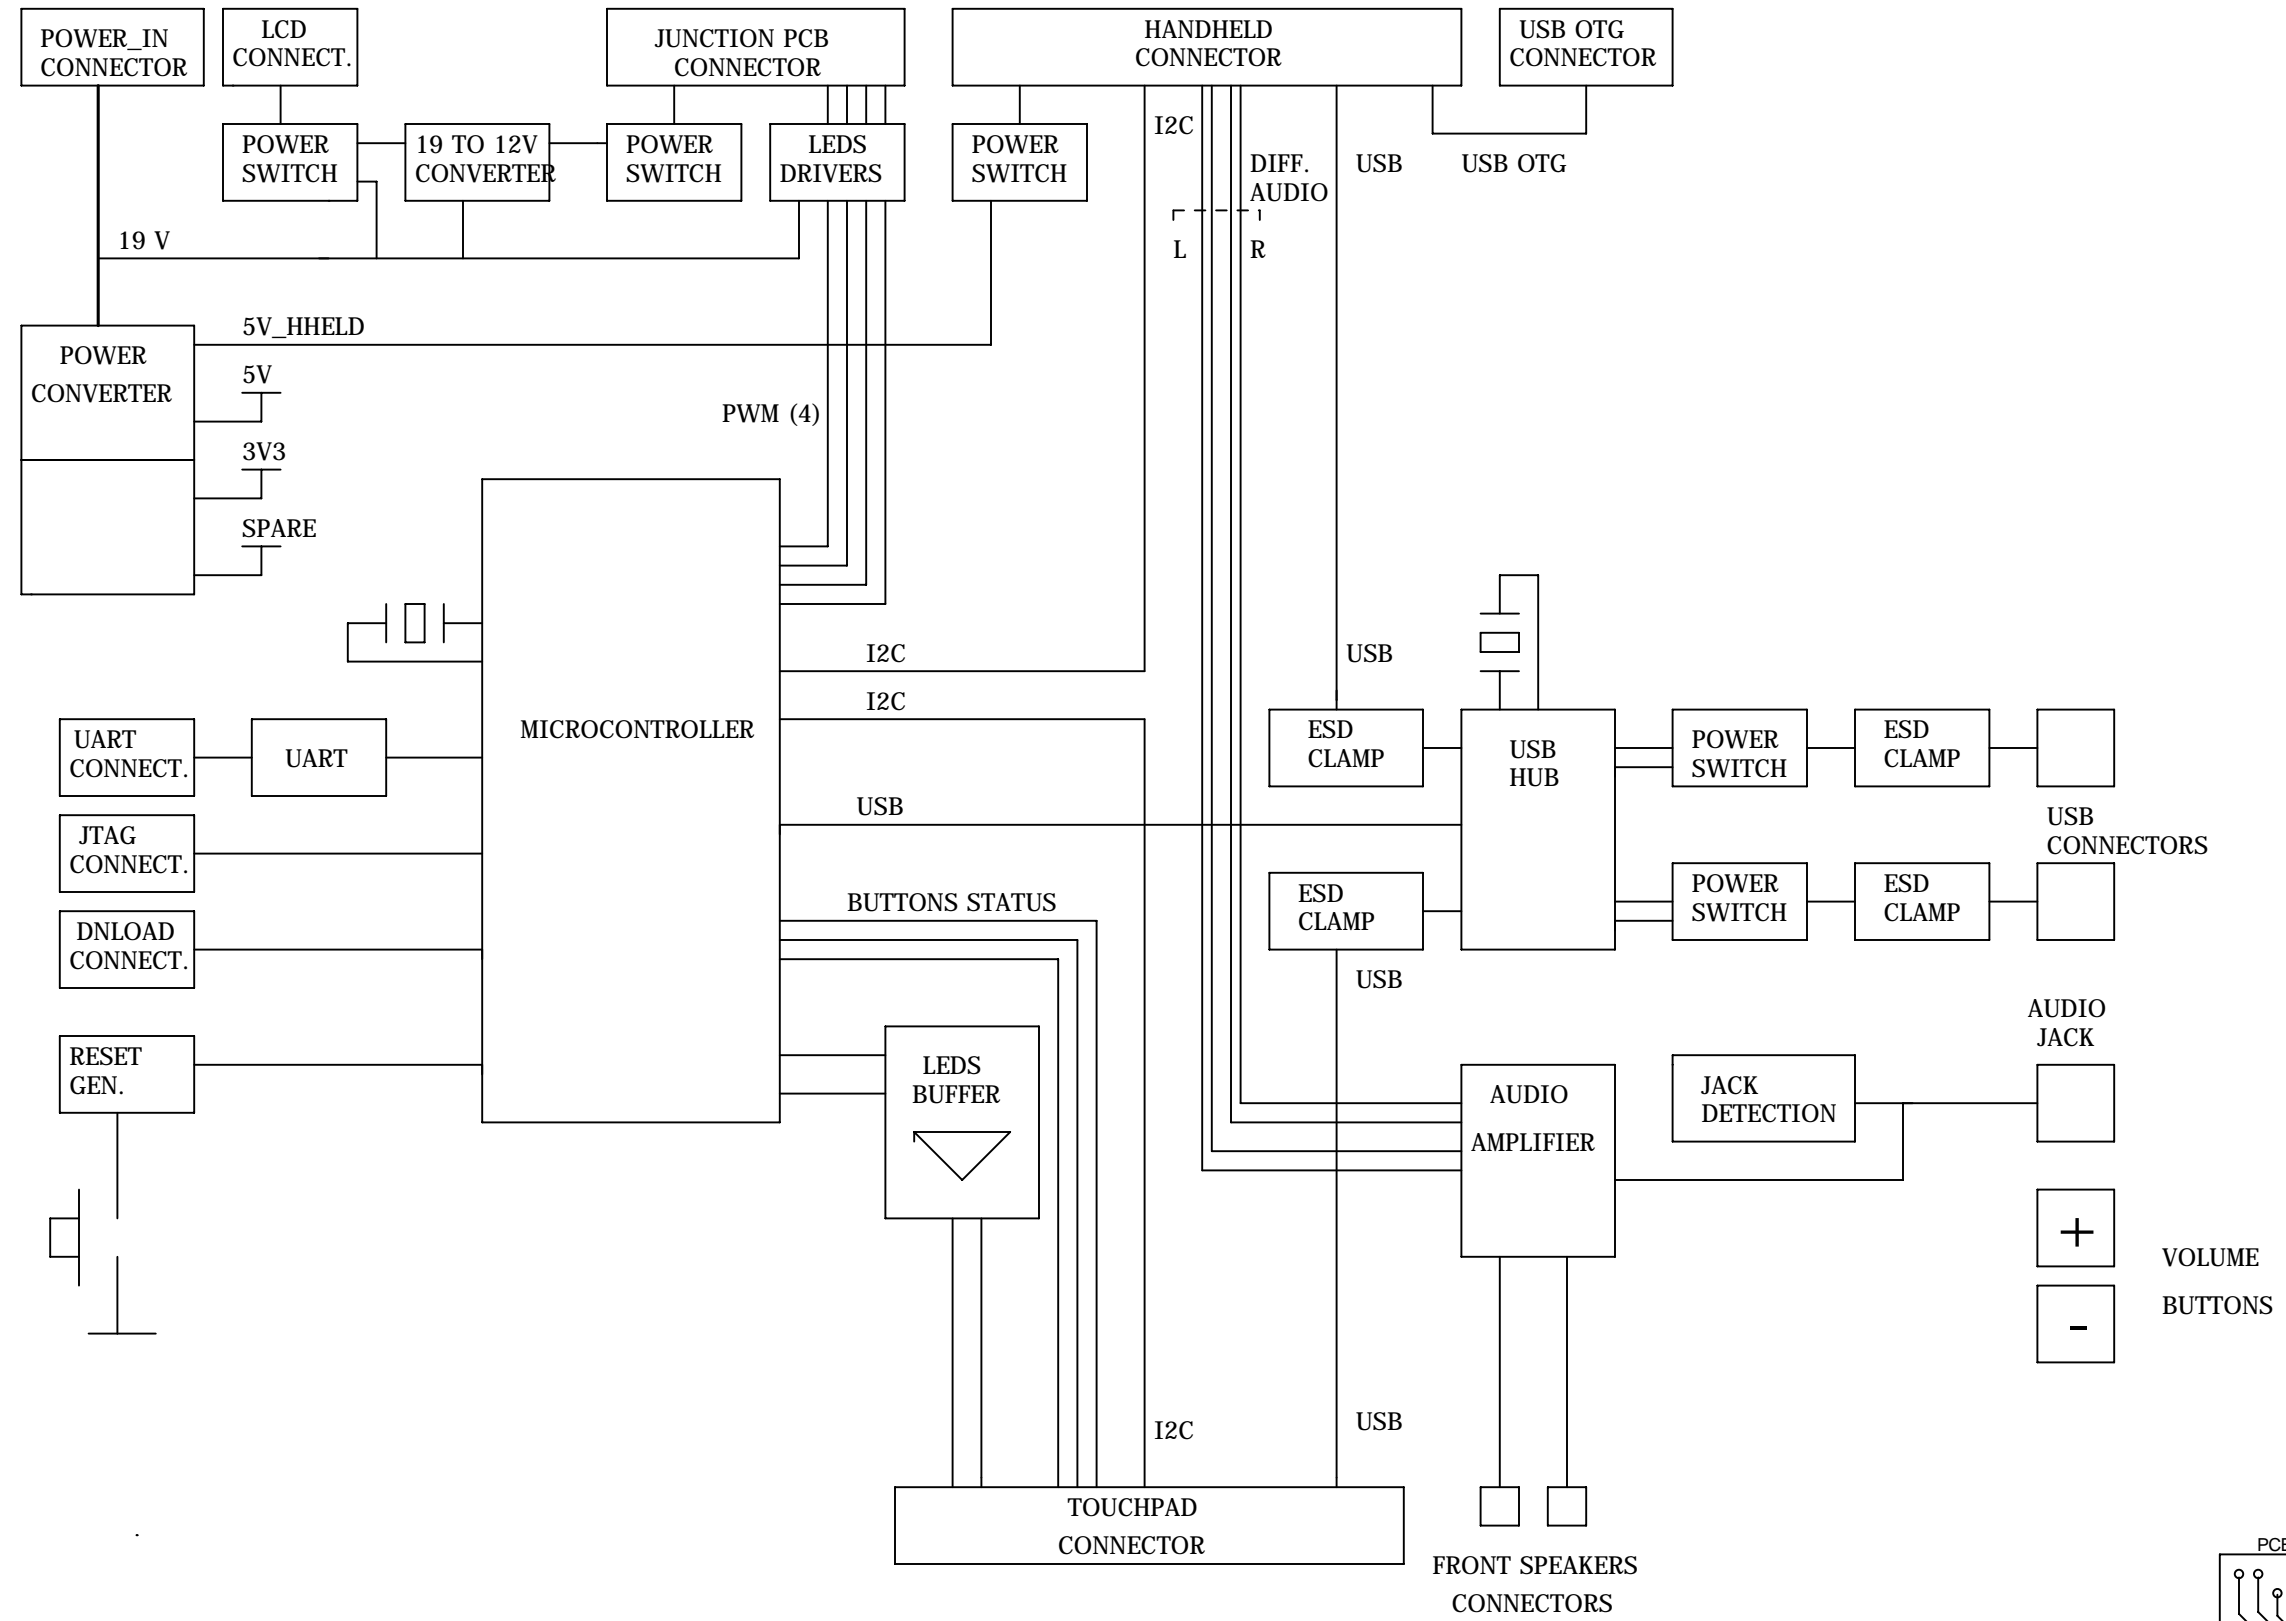 POWER_IN
CONNECTOR
LCD
CONNECT.
JUNCTION PCB
CONNECTOR
HANDHELD
CONNECTOR
USB OTG
CONNECTOR
POWER
SWITCH
19 TO 12V
CONVERTER
POWER
SWITCH
LEDS
DRIVERS
POWER
SWITCH
I2C
DIFF.
AUDIO
USB
USB OTG
L
R
19 V
5V_HHELD
POWER
CONVERTER
5V
3V3
SPARE
PWM (4)
I2C
USB
I2C
MICROCONTROLLER
UART
CONNECT.
UART
ESD
CLAMP
USB
HUB
POWER
SWITCH
ESD
CLAMP
USB
USB
CONNECTORS
JTAG
CONNECT.
ESD
CLAMP
POWER
SWITCH
ESD
CLAMP
BUTTONS STATUS
DNLOAD
CONNECT.
USB
AUDIO
JACK
RESET
GEN.
LEDS
BUFFER
AUDIO
AMPLIFIER
JACK
DETECTION
+
VOLUME
BUTTONS
-
I2C
USB
TOUCHPAD
CONNECTOR
FRONT SPEAKERS
CONNECTORS